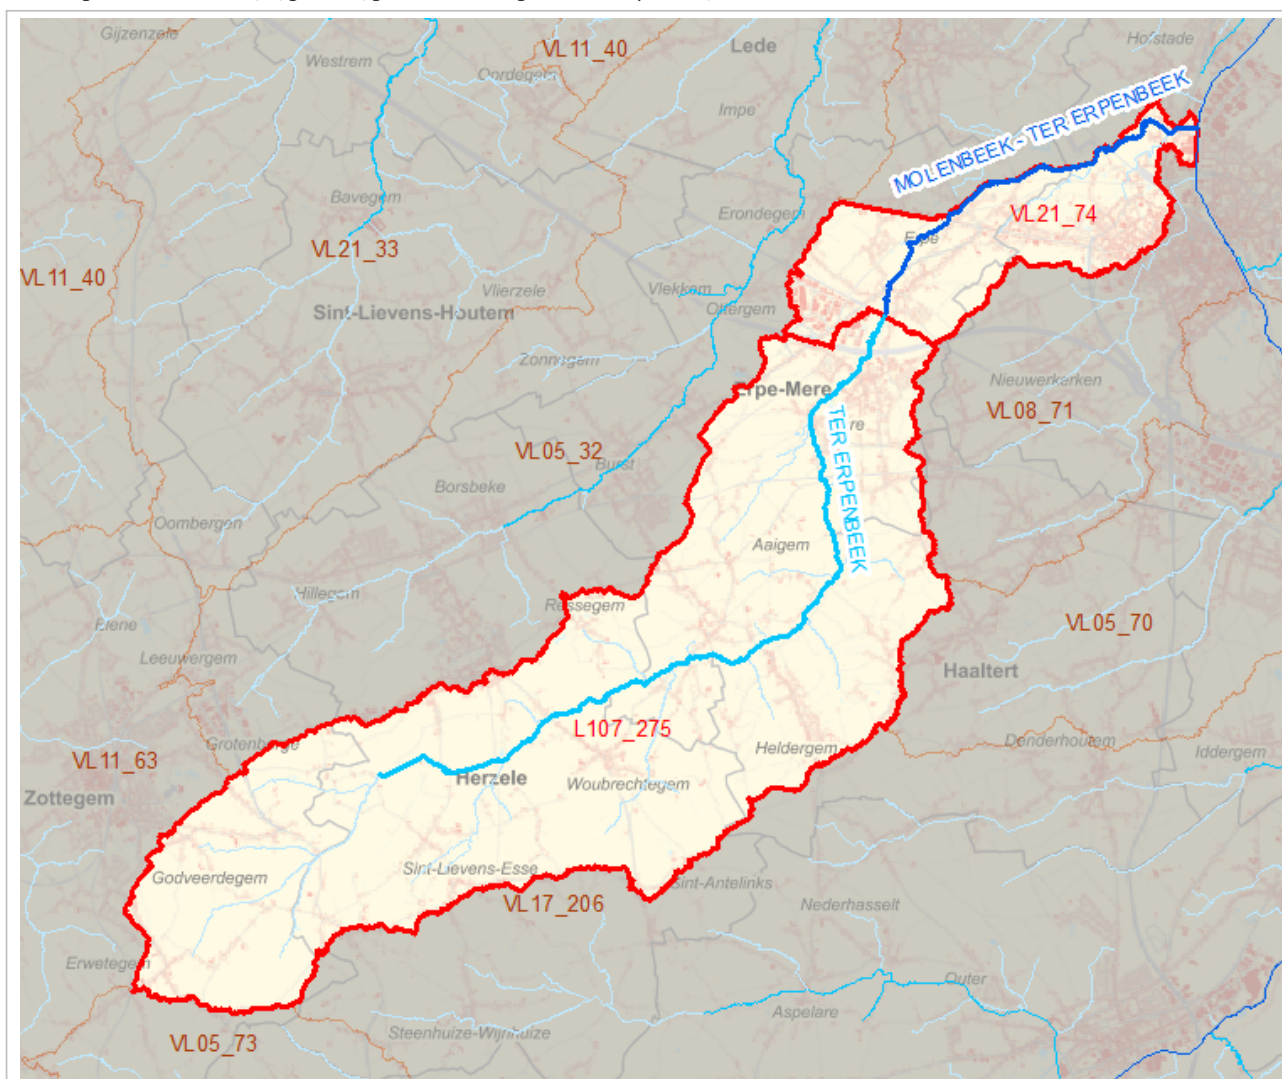 Gijzenzele
VL11_40
Lede
Hofstade
Westrem
Oordegem
Impe
MOLENBEEK - TER ERPENBEEK
Bavegem
Erondegem
VL21_74
Erpe
VL21_33
VL11_40
Vlierzele
Vlekkem
Ottergem
Sint-Lievens-Houtem
Zonnegem
Erpe-Mere
Nieuwerkerken
VL08_71
TER ERPENBEEK
VL05_32
Burst
Borsbeke
Oombergen
Aaigem
Hillegem
Ressegem
Elene
VL05_70
Leeuwergem
Haaltert
L107_275
Grotenberge
Heldergem
Denderhoutem
Iddergem
VL11_63
Herzele
Woubrechtegem
Zottegem
Sint-Lievens-Esse
Godveerdegem
Sint-Antelinks
VL17_206
Nederhasselt
Erwetegem
Outer
Aspelare
Steenhuize-Wijnhuize
VL05_73